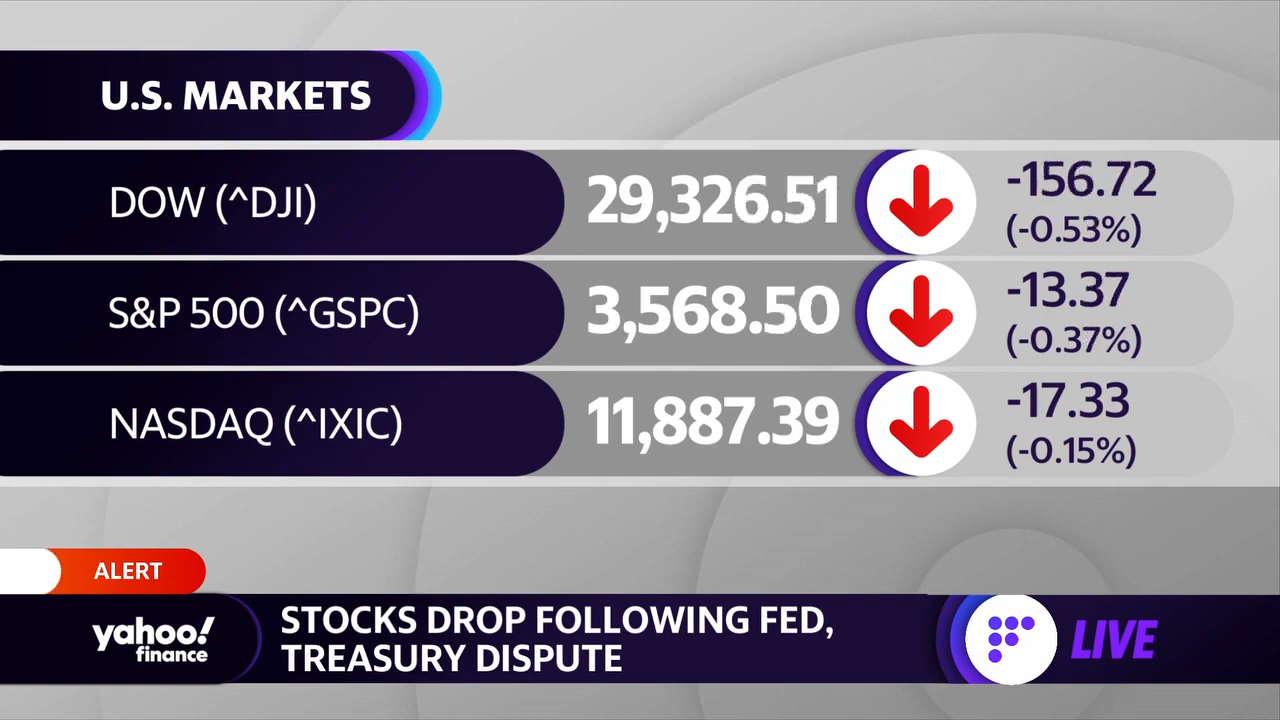 U.S. MARKETS
DOW (^DJI) 29,326.51 -156.72
(-0.53%)
S&P 500 (^GSPC) 3,568.50 -13.37
(-0.37%)
NASDAQ (^IXIC) 11,887.39 -17.33
(-0.15%)
ALERT
yahoo!
finance
STOCKS DROP FOLLOWING FED,
TREASURY DISPUTE
LIVE